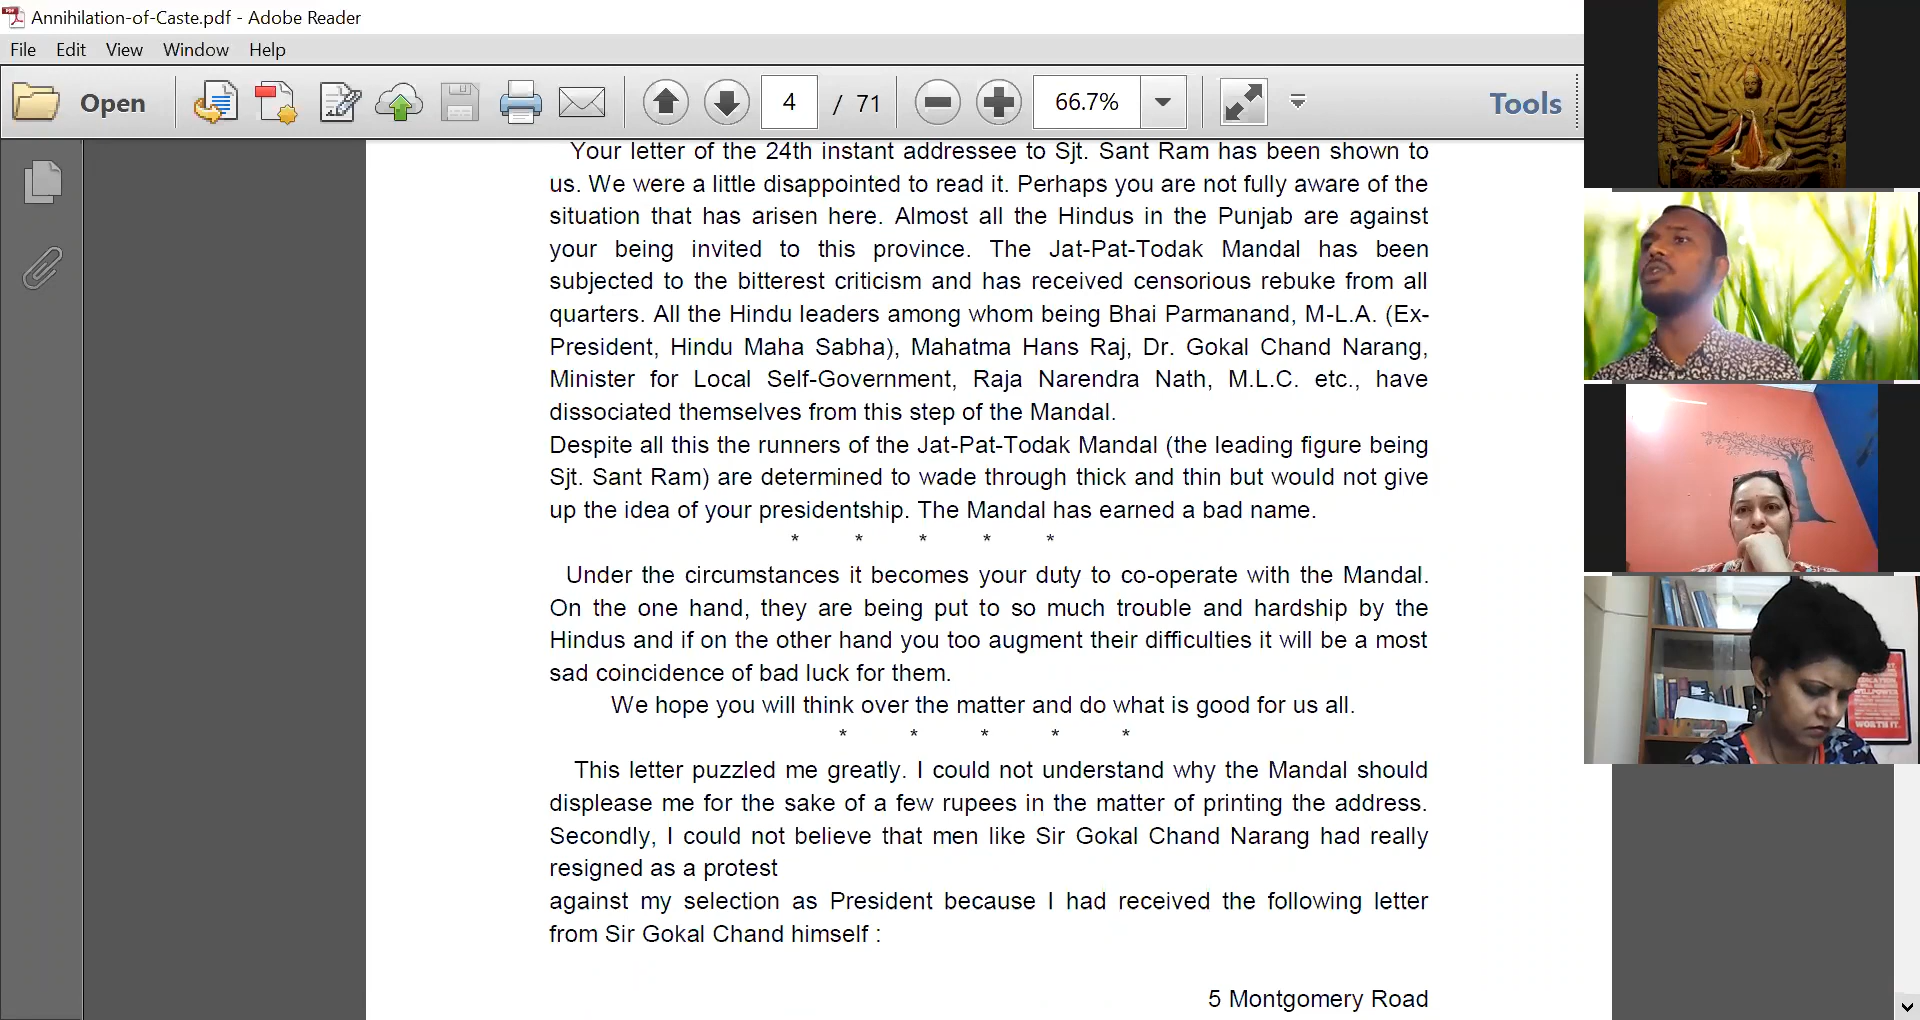 Annihilation-of-Caste.pdf - Adobe Reader
File Edit View Window Help
Open 4 / 71 66.7% Tools
Your letter of the 24th instant addressee to Sjt. Sant Ram has been shown to
us. We were a little disappointed to read it. Perhaps you are not fully aware of the
situation that has arisen here. Almost all the Hindus in the Punjab are against
your being invited to this province. The Jat-Pat-Todak Mandal has been
subjected to the bitterest criticism and has received censorious rebuke from all
quarters. All the Hindu leaders among whom being Bhai Parmanand, M-L.A. (Ex-
President, Hindu Maha Sabha), Mahatma Hans Raj, Dr. Gokal Chand Narang,
Minister for Local Self-Government, Raja Narendra Nath, M.L.C. etc., have
dissociated themselves from this step of the Mandal.
Despite all this the runners of the Jat-Pat-Todak Mandal (the leading figure being
Sjt. Sant Ram) are determined to wade through thick and thin but would not give
up the idea of your presidentship. The Mandal has earned a bad name.
* * * * *
Under the circumstances it becomes your duty to co-operate with the Mandal.
On the one hand, they are being put to so much trouble and hardship by the
Hindus and if on the other hand you too augment their difficulties it will be a most
sad coincidence of bad luck for them.
We hope you will think over the matter and do what is good for us all.
* * * * *
This letter puzzled me greatly. I could not understand why the Mandal should
displease me for the sake of a few rupees in the matter of printing the address.
Secondly, I could not believe that men like Sir Gokal Chand Narang had really
resigned as a protest
against my selection as President because I had received the following letter
from Sir Gokal Chand himself :
5 Montgomery Road
WILLPOWER
WORTH IT.